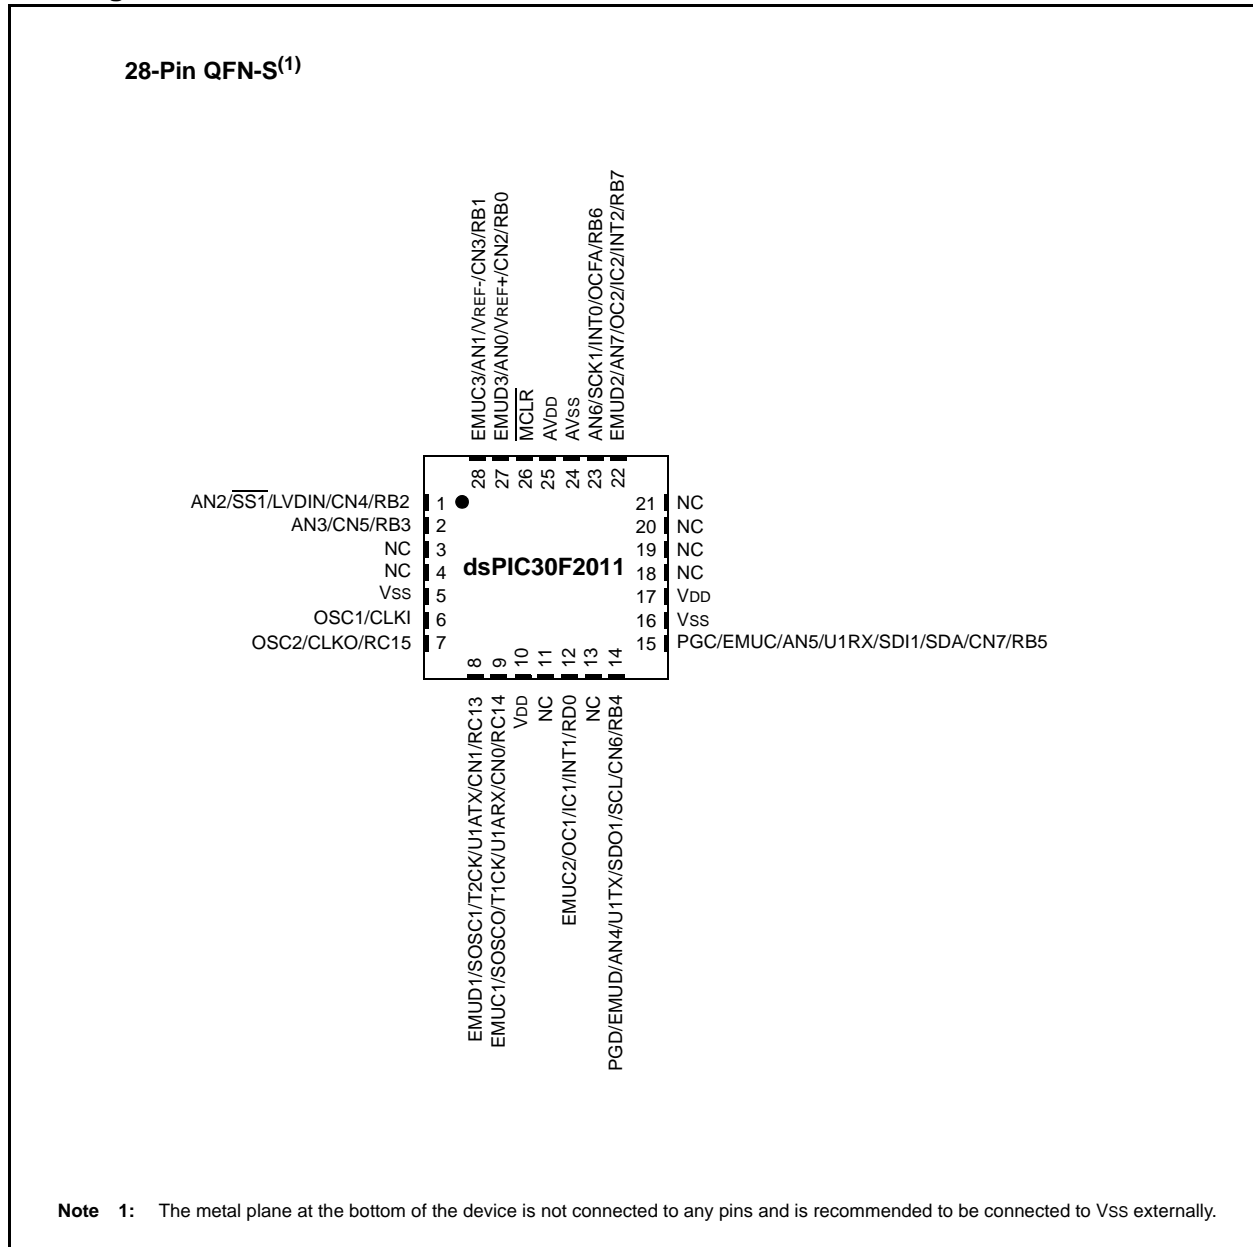 28-Pin QFN-S(1)
EMUC3/AN1/VREF-/CN3/RB1
EMUD3/AN0/VREF+/CN2/RB0
MCLR
AVDD
AVSS
AN6/SCK1/INT0/OCFA/RB6
EMUD2/AN7/OC2/IC2/INT2/RB7
28 27 26 25 24 23 22
AN2/SS1/LVDIN/CN4/RB2 1 21 NC
AN3/CN5/RB3 2 20 NC
NC 3 19 NC
NC 4 dsPIC30F2011 18 NC
VSS 5 17 VDD
OSC1/CLKI 6 16 VSS
OSC2/CLKO/RC15 7 15 PGC/EMUC/AN5/U1RX/SDI1/SDA/CN7/RB5
8 9 10 11 12 13 14
EMUD1/SOSC1/T2CK/U1ATX/CN1/RC13
EMUC1/SOSCO/T1CK/U1ARX/CN0/RC14
VDD
NC
EMUC2/OC1/IC1/INT1/RD0
NC
PGD/EMUD/AN4/U1TX/SDO1/SCL/CN6/RB4
Note 1: The metal plane at the bottom of the device is not connected to any pins and is recommended to be connected to VSS externally.